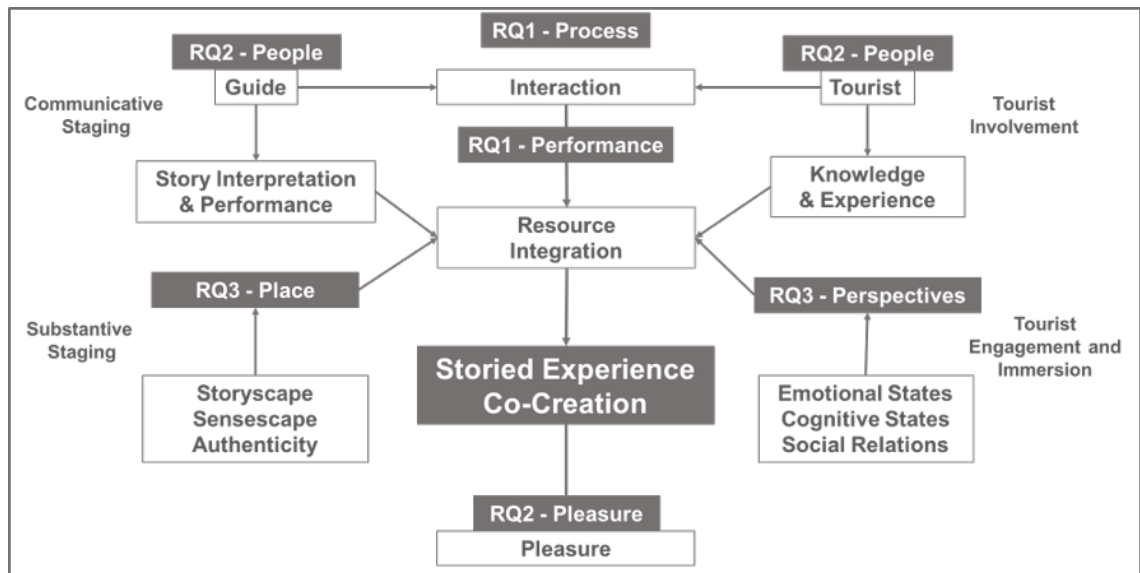 RQ1 - Process
RQ2 - People
Guide
Interaction
RQ2 - People
Tourist
Communicative
Staging
Tourist
Involvement
RQ1 - Performance
Story Interpretation
& Performance
Knowledge
& Experience
Resource
Integration
RQ3 - Place
RQ3 - Perspectives
Substantive
Staging
Tourist
Engagement and
Immersion
Storied Experience
Co-Creation
Storyscape
Sensescape
Authenticity
Emotional States
Cognitive States
Social Relations
RQ2 - Pleasure
Pleasure